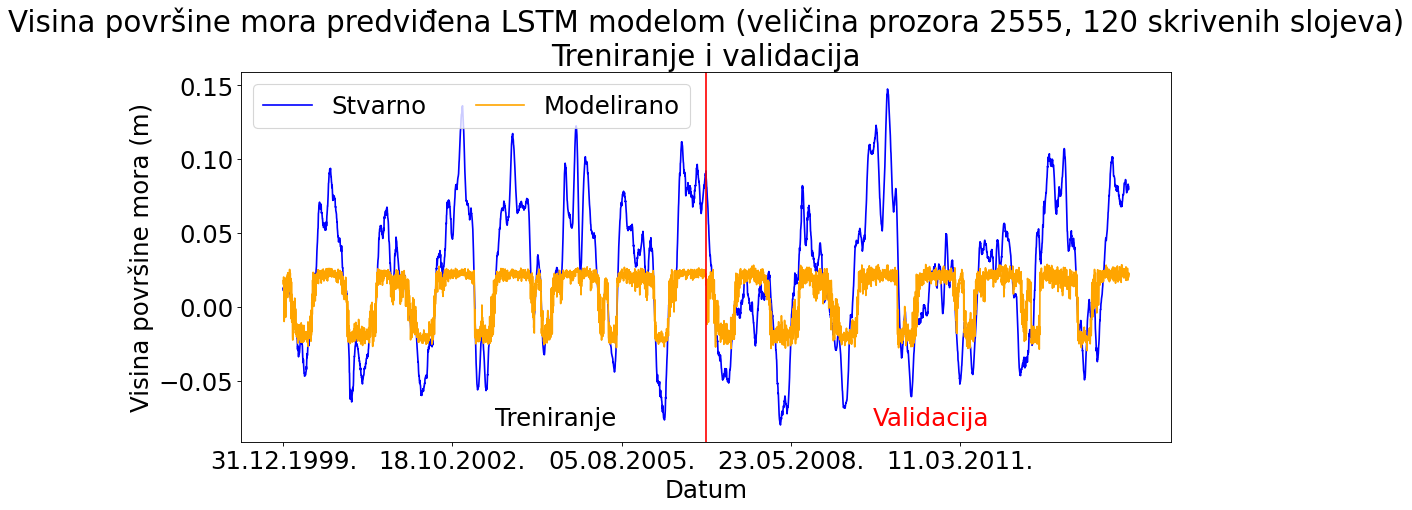 Visina površine mora predviđena LSTM modelom (veličina prozora 2555, 120 skrivenih slojeva)
Treniranje i validacija
Stvarno
Modelirano
Visina površine mora (m)
0.15
0.10
0.05
0.00
−0.05
Treniranje
Validacija
31.12.1999.
18.10.2002.
05.08.2005.
23.05.2008.
11.03.2011.
Datum